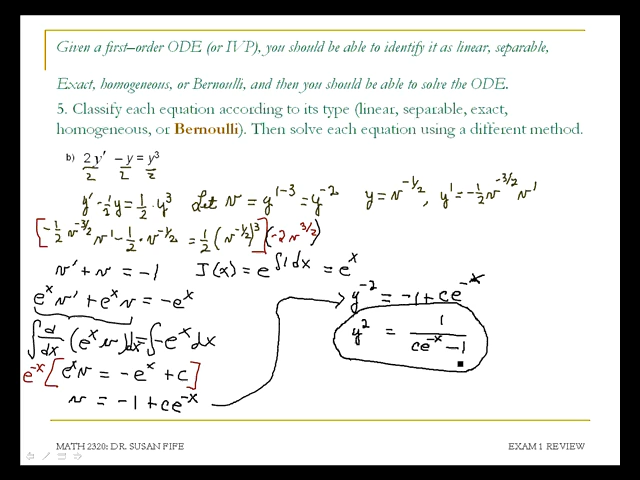 Given a first–order ODE (or IVP), you should be able to identify it as linear, separable,
Exact, homogeneous, or Bernoulli, and then you should be able to solve the ODE.
5. Classify each equation according to its type (linear, separable, exact,
homogeneous, or Bernoulli). Then solve each equation using a different method.
b) 2y'/2 - y/2 = y³/2
y' - 1/2 y = 1/2 · y³ Let v = y^(1-3) = y^(-2) y = v^(-1/2), y' = -1/2 v^(-3/2) v'
[-1/2 v^(-3/2) v' - 1/2 · v^(-1/2) = 1/2 (v^(-1/2))³](-2v^(3/2))
v' + v = -1 I(x) = e^(∫1dx) = e^x
e^x v' + e^x v = -e^x
∫ d/dx (e^x v) dx = ∫ -e^x dx
e^(-x) [e^x v = -e^x + c]
v = -1 + ce^(-x)
y^(-2) = -1 + ce^(-x)
y² = 1/(ce^(-x) - 1)
MATH 2320: DR. SUSAN FIFE
EXAM 1 REVIEW